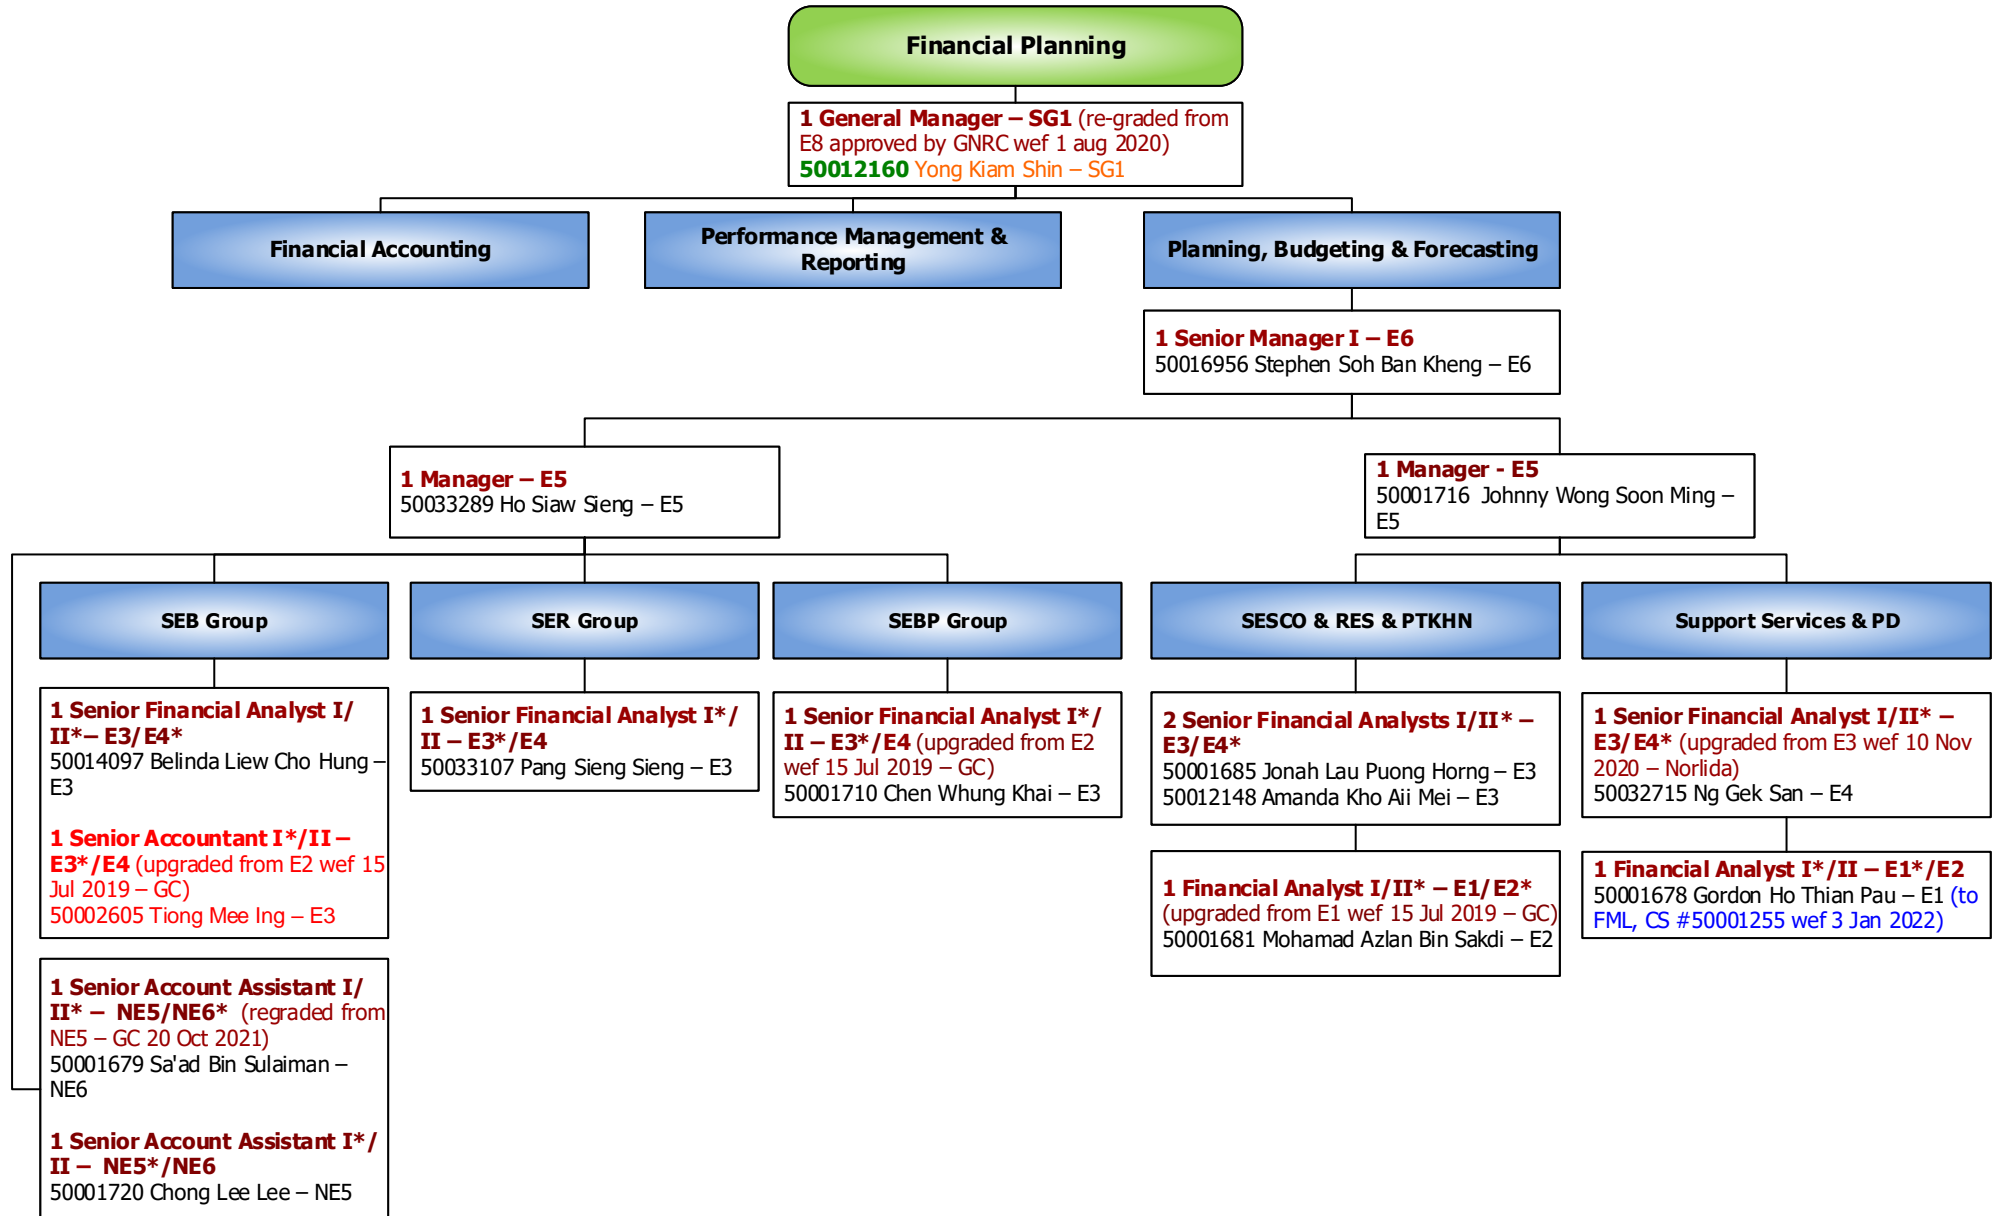 Financial Planning
1 General Manager – SG1 (re-graded from
E8 approved by GNRC wef 1 aug 2020)
50012160 Yong Kiam Shin – SG1
Financial Accounting
Performance Management &
Reporting
Planning, Budgeting & Forecasting
1 Senior Manager I – E6
50016956 Stephen Soh Ban Kheng – E6
1 Manager – E5
50033289 Ho Siaw Sieng – E5
1 Manager - E5
50001716 Johnny Wong Soon Ming –
E5
SEB Group
SER Group
SEBP Group
SESCO & RES & PTKHN
Support Services & PD
1 Senior Financial Analyst I/
II*– E3/E4*
50014097 Belinda Liew Cho Hung –
E3
1 Senior Accountant I*/II –
E3*/E4 (upgraded from E2 wef 15
Jul 2019 – GC)
50002605 Tiong Mee Ing – E3
1 Senior Financial Analyst I*/
II – E3*/E4
50033107 Pang Sieng Sieng – E3
1 Senior Financial Analyst I*/
II – E3*/E4 (upgraded from E2
wef 15 Jul 2019 – GC)
50001710 Chen Whung Khai – E3
2 Senior Financial Analysts I/II* –
E3/E4*
50001685 Jonah Lau Puong Horng – E3
50012148 Amanda Kho Aii Mei – E3
1 Senior Financial Analyst I/II* –
E3/E4* (upgraded from E3 wef 10 Nov
2020 – Norlida)
50032715 Ng Gek San – E4
1 Financial Analyst I/II* – E1/E2*
(upgraded from E1 wef 15 Jul 2019 – GC)
50001681 Mohamad Azlan Bin Sakdi – E2
1 Financial Analyst I*/II – E1*/E2
50001678 Gordon Ho Thian Pau – E1 (to
FML, CS #50001255 wef 3 Jan 2022)
1 Senior Account Assistant I/
II* – NE5/NE6* (regraded from
NE5 – GC 20 Oct 2021)
50001679 Sa'ad Bin Sulaiman –
NE6
1 Senior Account Assistant I*/
II – NE5*/NE6
50001720 Chong Lee Lee – NE5